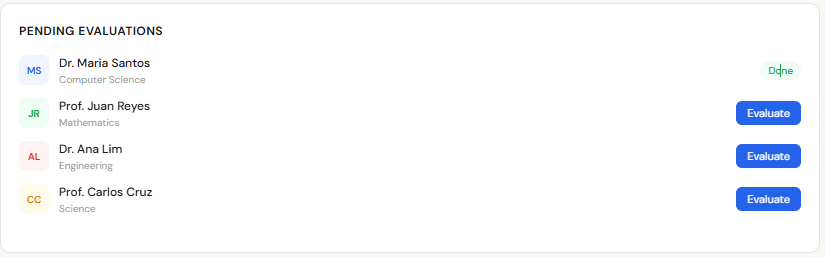 PENDING EVALUATIONS
MS
Dr. Maria Santos
Computer Science
Done
JR
Prof. Juan Reyes
Mathematics
Evaluate
AL
Dr. Ana Lim
Engineering
Evaluate
CC
Prof. Carlos Cruz
Science
Evaluate